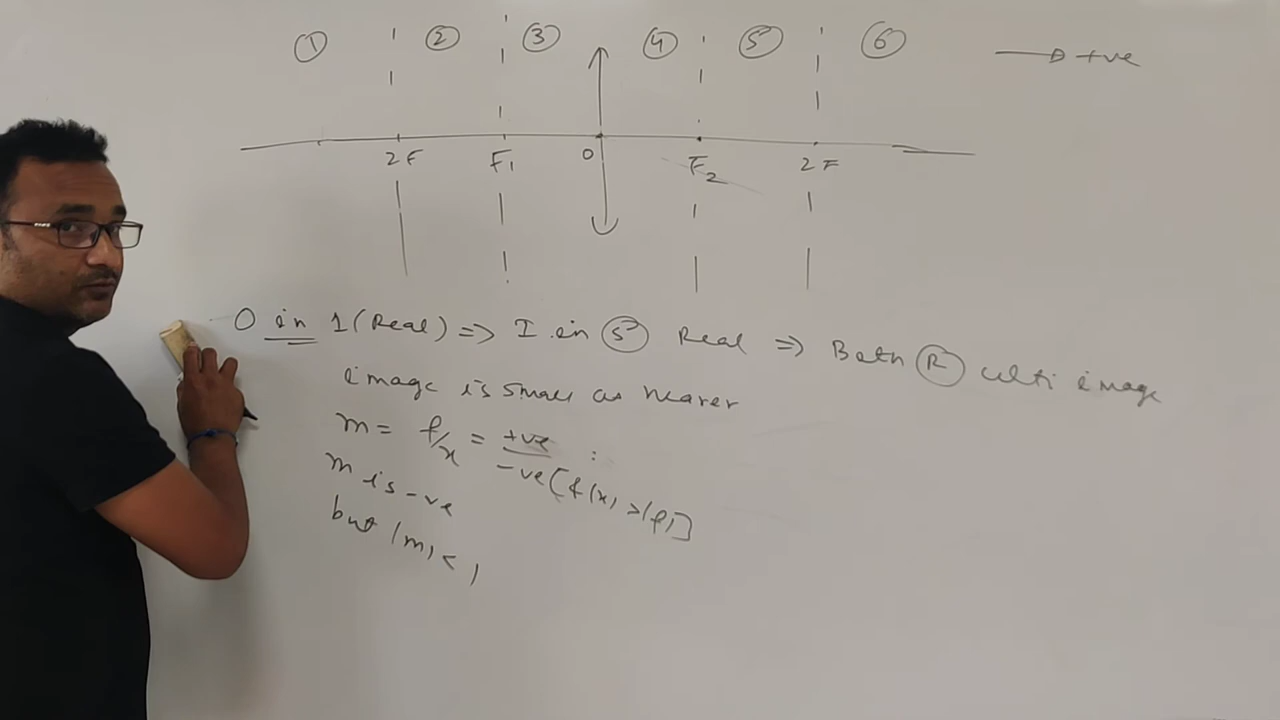 ① ② ③ ④ ⑤ ⑥ → +ve
2F F₁ O F₂ 2F
O in 1 (Real) => I in ⑤ Real => Both Ⓡ ulti image
image is small as nearer
m = f/x = +ve / -ve [& |x| > |f|]
m is -ve
but |m| < 1